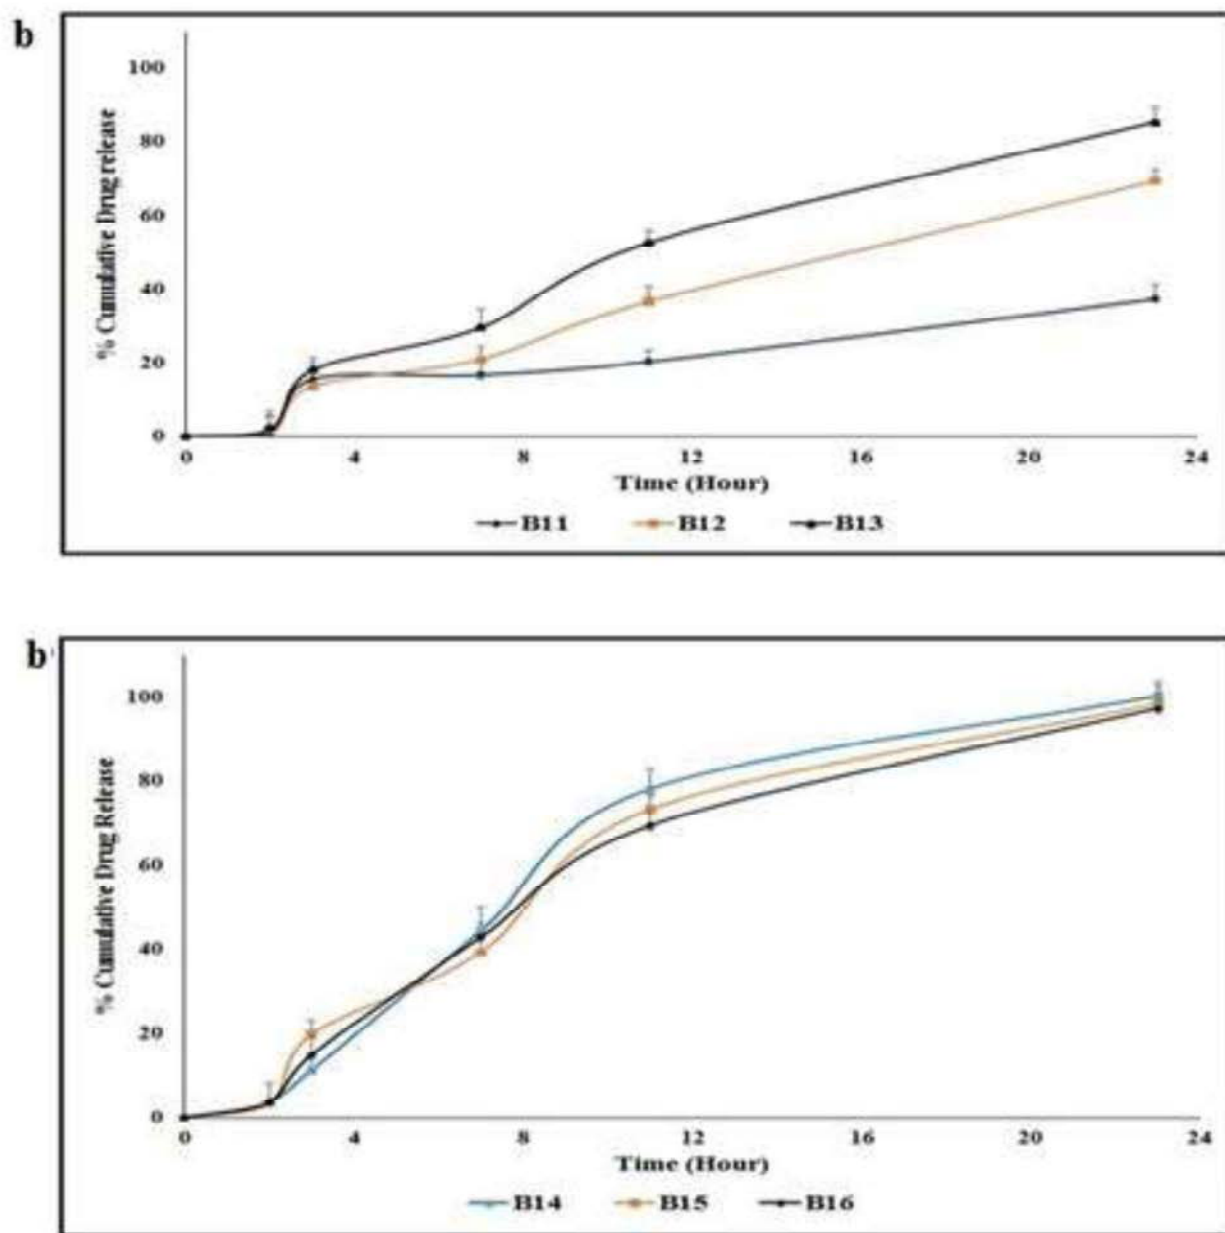 b
100
80
60
40
20
0
% Cumulative Drug release
0 4 8 12 16 20 24
Time (Hour)
B11 B12 B13
b'
100
80
60
40
20
0
% Cumulative Drug Release
0 4 8 12 16 20 24
Time (Hour)
B14 B15 B16